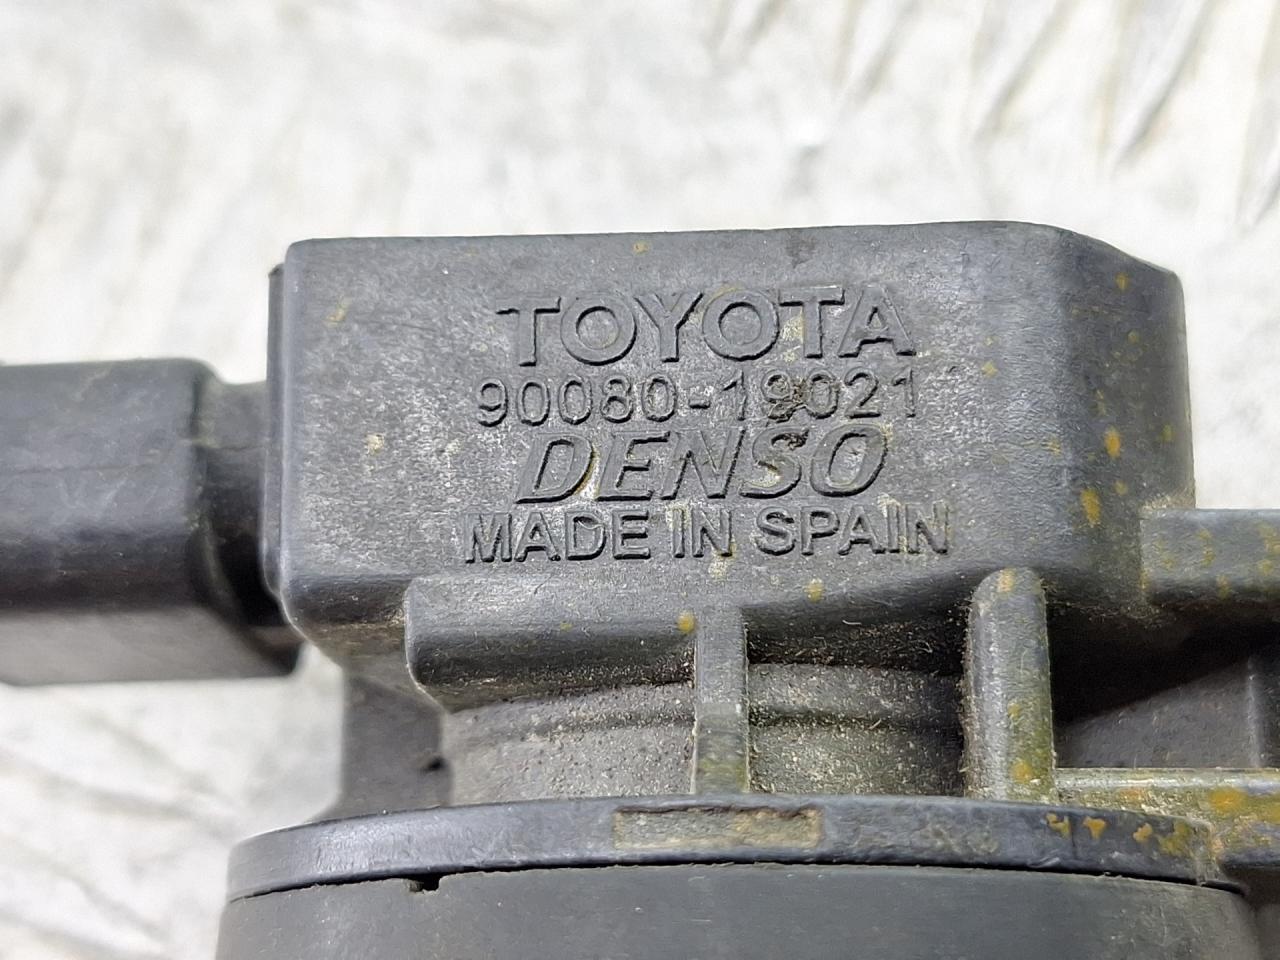 TOYOTA
90080-19021
DENSO
MADE IN SPAIN